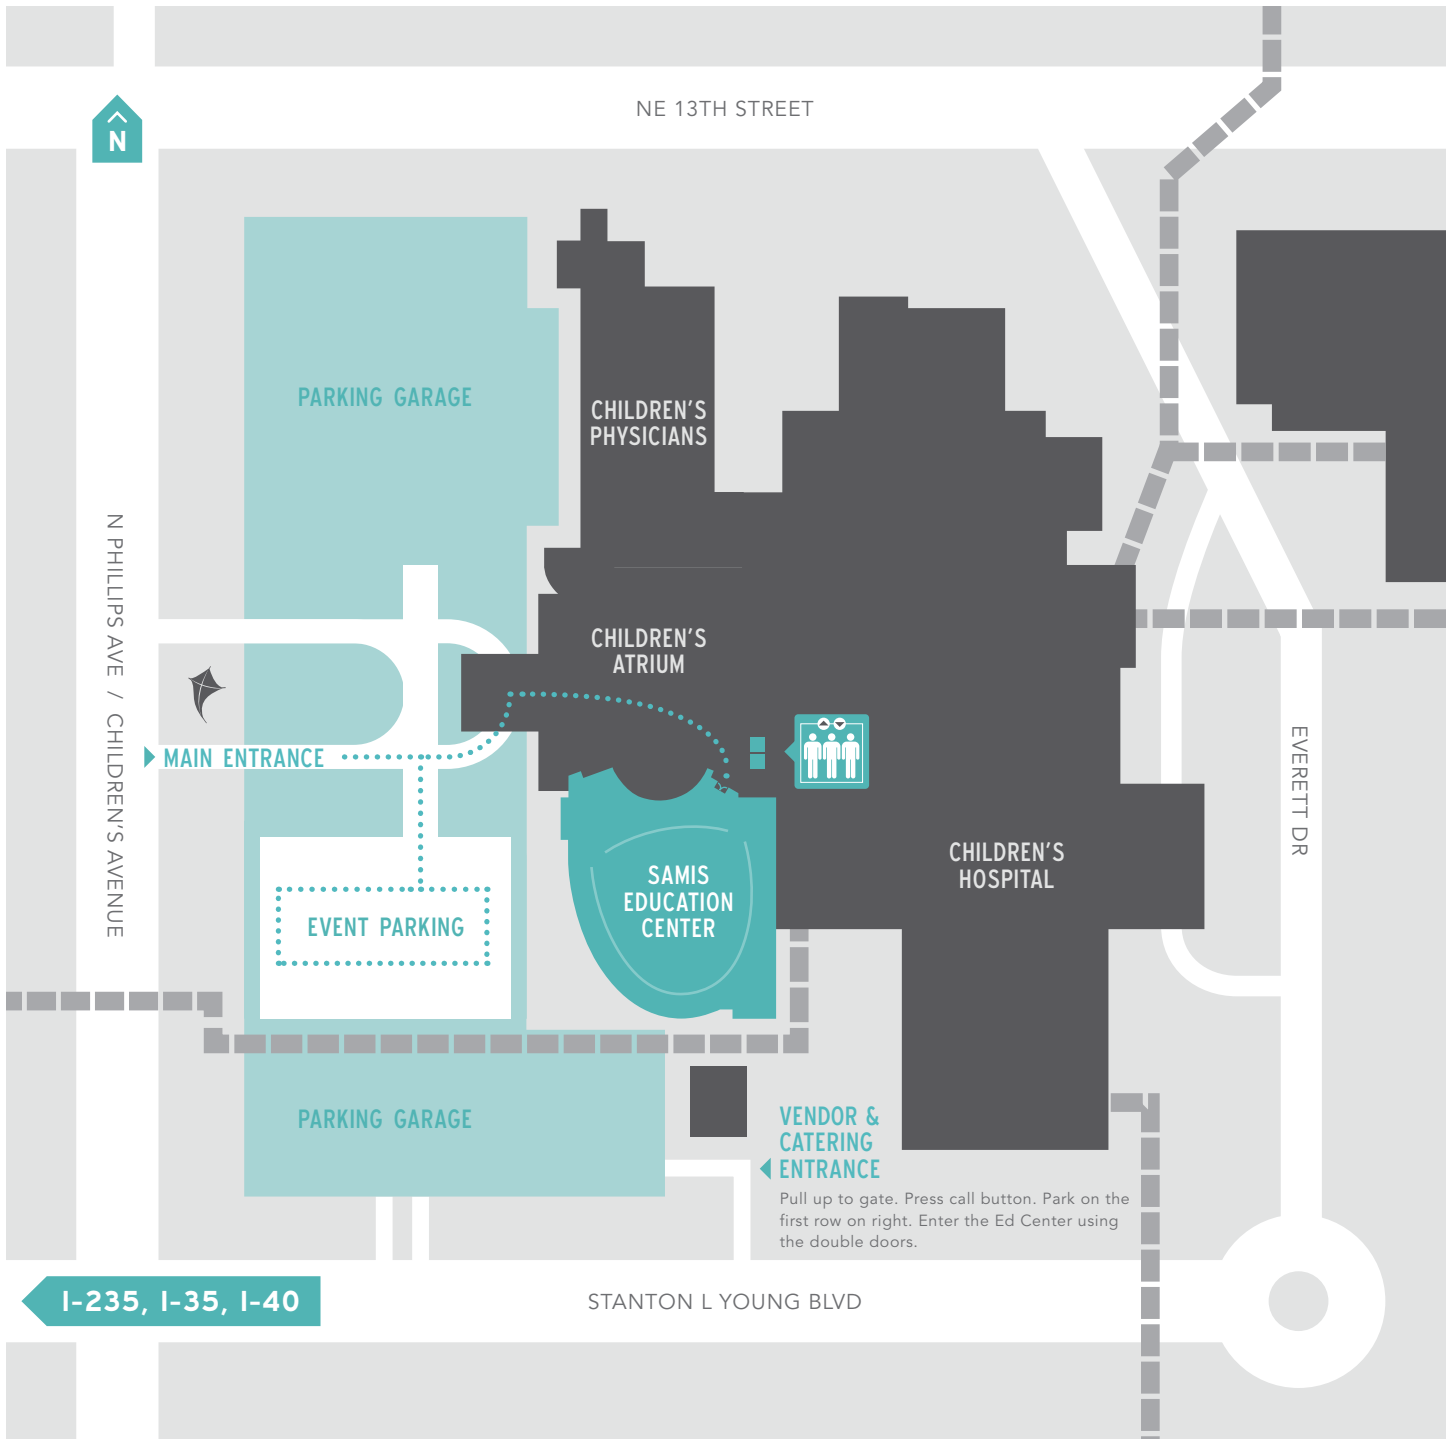 NE 13TH STREET
N
PARKING GARAGE
CHILDREN'S
PHYSICIANS
N PHILLIPS AVE / CHILDREN'S AVENUE
CHILDREN'S
ATRIUM
MAIN ENTRANCE
EVERETT DR
CHILDREN'S
HOSPITAL
SAMIS
EDUCATION
CENTER
EVENT PARKING
PARKING GARAGE
VENDOR &
CATERING
ENTRANCE
Pull up to gate. Press call button. Park on the
first row on right. Enter the Ed Center using
the double doors.
I-235, I-35, I-40
STANTON L YOUNG BLVD